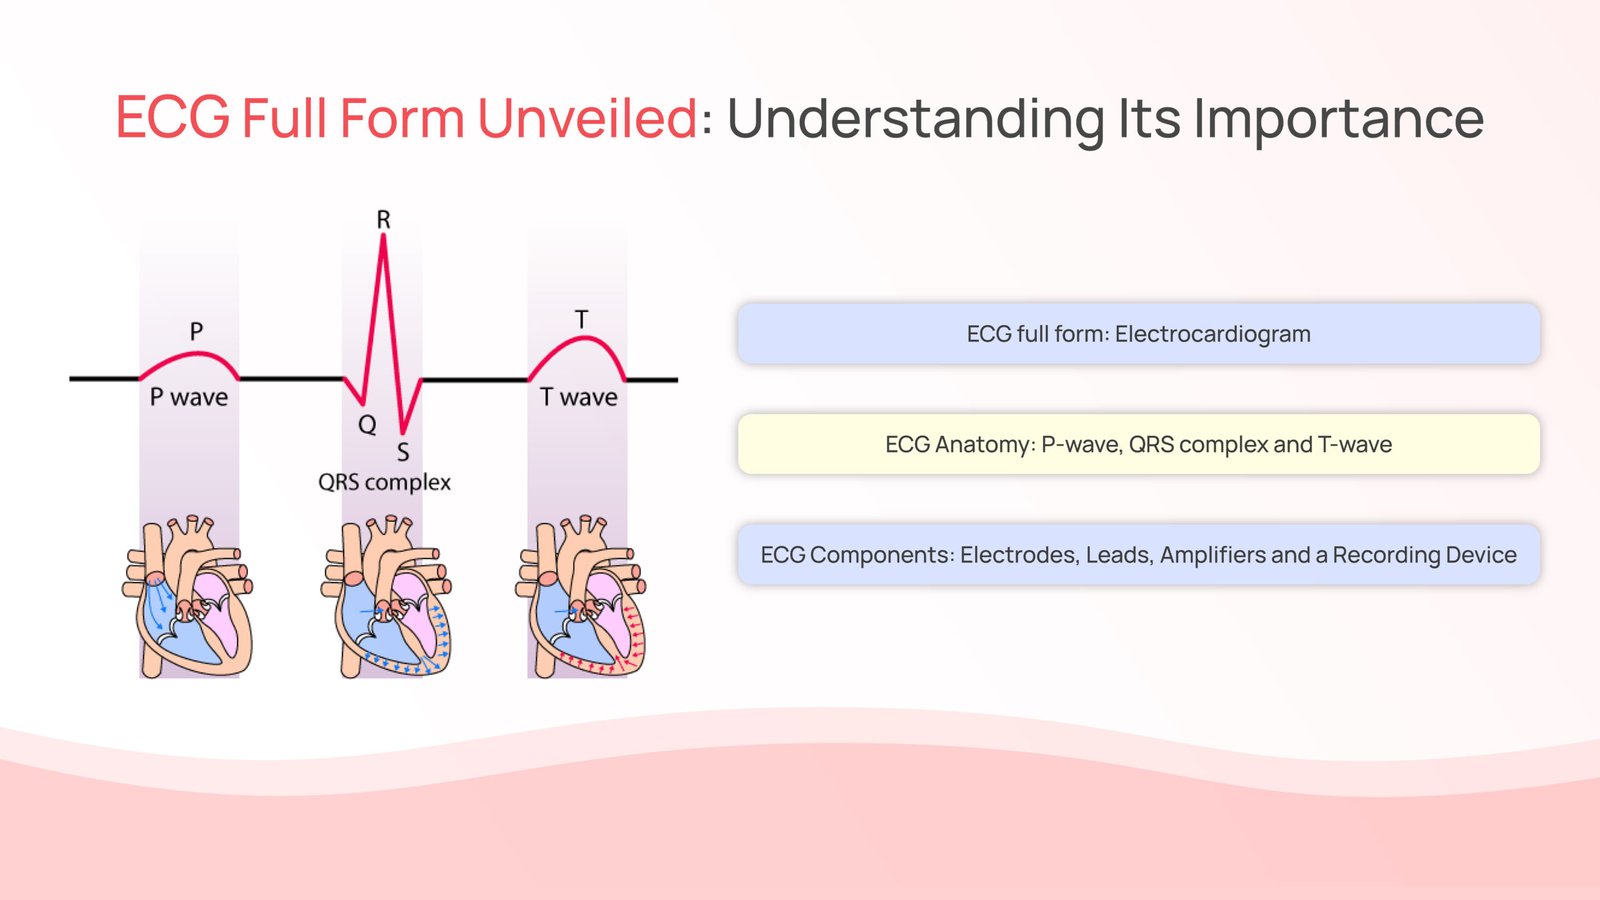 ECG Full Form Unveiled: Understanding Its Importance
R
P
T
P wave
T wave
Q
S
QRS complex
ECG full form: Electrocardiogram
ECG Anatomy: P-wave, QRS complex and T-wave
ECG Components: Electrodes, Leads, Amplifiers and a Recording Device